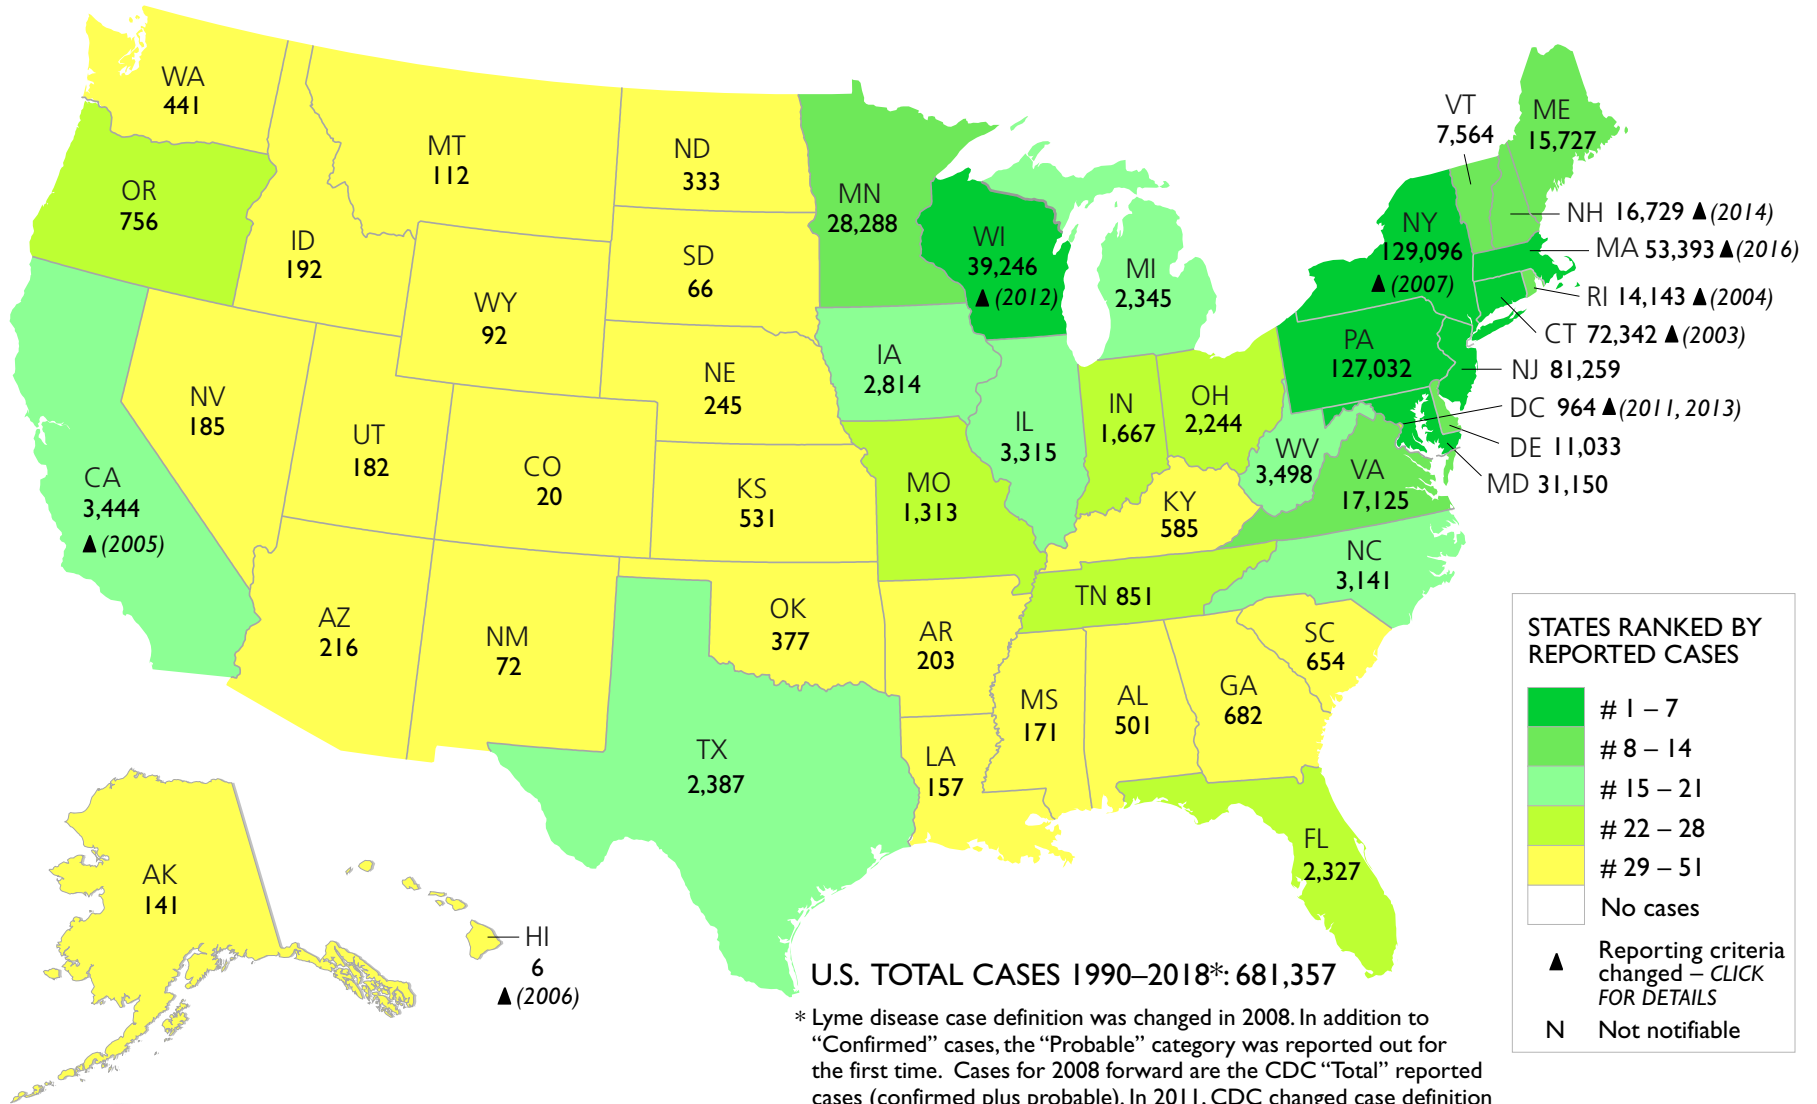 WA
441
OR
756
CA
3,444
▲ (2005)
ID
192
NV
185
MT
112
WY
92
UT
182
AZ
216
CO
20
NM
72
ND
333
SD
66
NE
245
KS
531
OK
377
TX
2,387
MN
28,288
IA
2,814
MO
1,313
AR
203
LA
157
WI
39,246
▲ (2012)
IL
3,315
MI
2,345
IN
1,667
OH
2,244
KY
585
TN 851
MS
171
AL
501
GA
682
FL
2,327
SC
654
NC
3,141
VA
17,125
WV
3,498
PA
127,032
NY
129,096
▲ (2007)
VT
7,564
ME
15,727
NH 16,729 ▲ (2014)
MA 53,393 ▲ (2016)
RI 14,143 ▲ (2004)
CT 72,342 ▲ (2003)
NJ 81,259
DC 964 ▲ (2011, 2013)
DE 11,033
MD 31,150
AK
141
HI
6
▲ (2006)
STATES RANKED BY
REPORTED CASES
# 1 – 7
# 8 – 14
# 15 – 21
# 22 – 28
# 29 – 51
No cases
▲ Reporting criteria
changed – CLICK
FOR DETAILS
N Not notifiable
U.S. TOTAL CASES 1990–2018*: 681,357
* Lyme disease case definition was changed in 2008. In addition to
“Confirmed” cases, the “Probable” category was reported out for
the first time. Cases for 2008 forward are the CDC “Total” reported
cases (confirmed plus probable). In 2011, CDC changed case definition